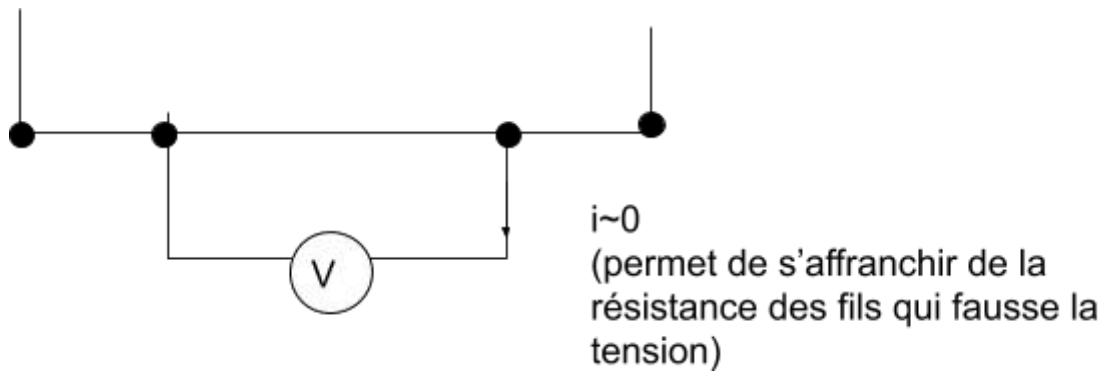 V
i~0
(permet de s'affranchir de la
résistance des fils qui fausse la
tension)